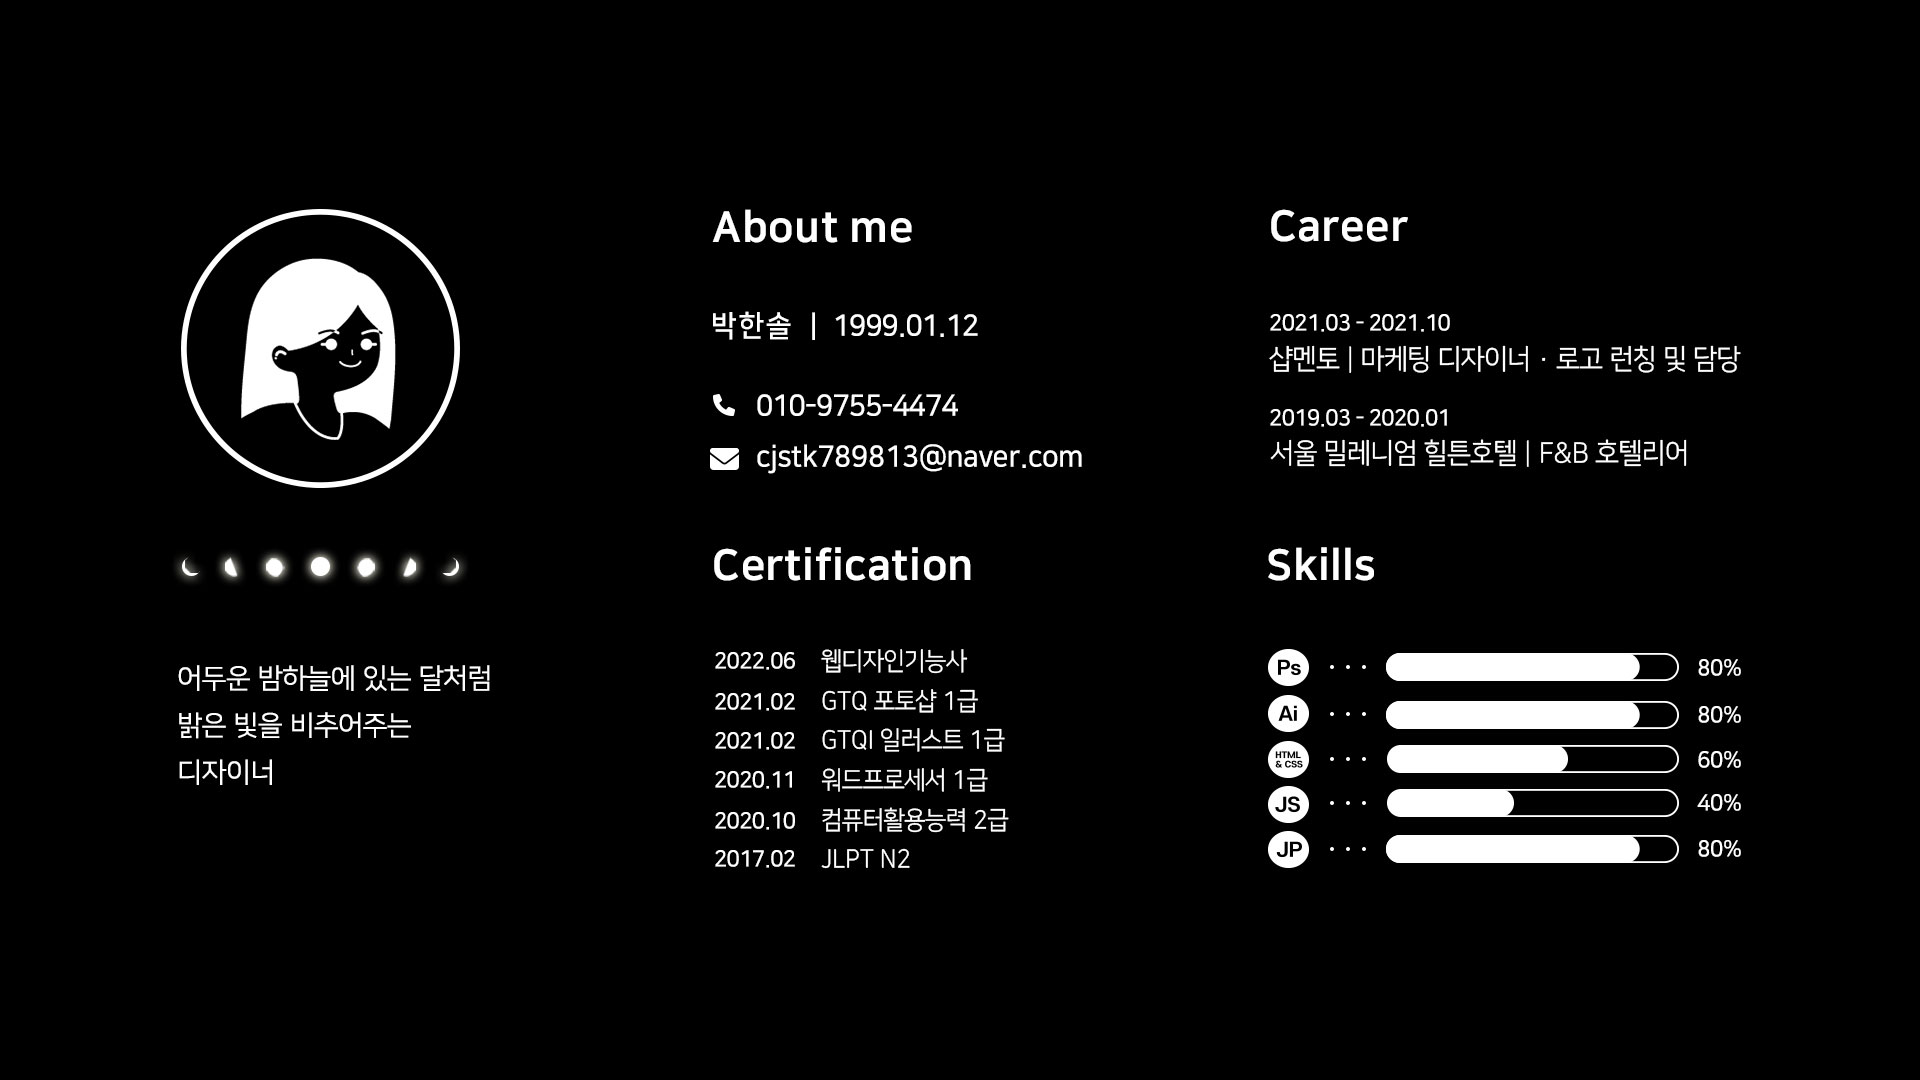 어두운 밤하늘에 있는 달처럼
밝은 빛을 비추어주는
디자이너
About me
박한솔 | 1999.01.12
010-9755-4474
cjstk789813@naver.com
Certification
2022.06 웹디자인기능사
2021.02 GTQ 포토샵 1급
2021.02 GTQI 일러스트 1급
2020.11 워드프로세서 1급
2020.10 컴퓨터활용능력 2급
2017.02 JLPT N2
Career
2021.03 - 2021.10
샵멘토 | 마케팅 디자이너 · 로고 런칭 및 담당
2019.03 - 2020.01
서울 밀레니엄 힐튼호텔 | F&B 호텔리어
Skills
Ps ··· 80%
Ai ··· 80%
HTML
& CSS ··· 60%
JS ··· 40%
JP ··· 80%